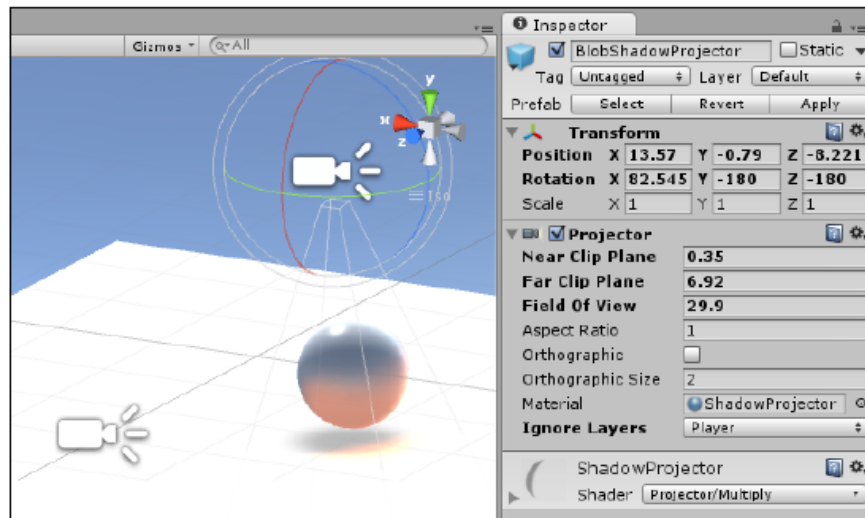 Gizmos
All
y
x
z
Iso
Inspector
BlobShadowProjector Static
Tag Untagged Layer Default
Prefab Select Revert Apply
Transform
Position X 13.57 Y -0.79 Z -8.221
Rotation X 82.545 Y -180 Z -180
Scale X 1 Y 1 Z 1
Projector
Near Clip Plane 0.35
Far Clip Plane 6.92
Field Of View 29.9
Aspect Ratio 1
Orthographic
Orthographic Size 2
Material ShadowProjector
Ignore Layers Player
ShadowProjector
Shader Projector/Multiply